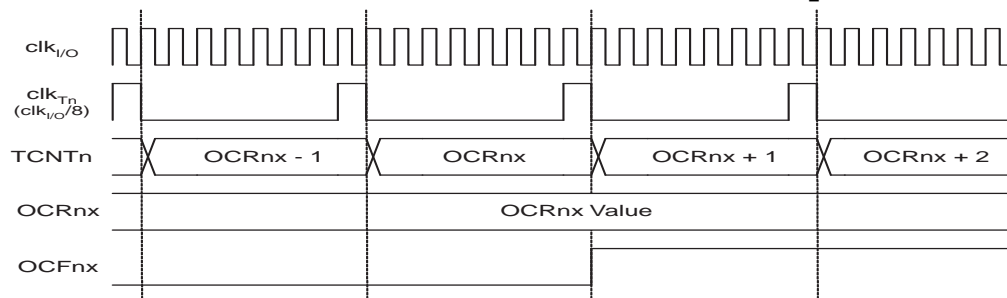 clkI/O
clkTn
(clkI/O/8)
TCNTn OCRnx - 1 OCRnx OCRnx + 1 OCRnx + 2
OCRnx OCRnx Value
OCFnx